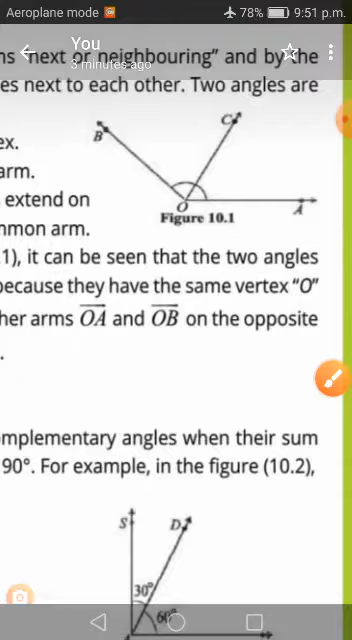 Aeroplane mode 78% 9:51 p.m.
You
3 minutes ago
ns "next or neighbouring" and by the
es next to each other. Two angles are
ex.
arm.
extend on
mmon arm.
B
C
O
A
Figure 10.1
1), it can be seen that the two angles
because they have the same vertex "O"
her arms OA and OB on the opposite
.
mplementary angles when their sum
90°. For example, in the figure (10.2),
S
D
30°
60°